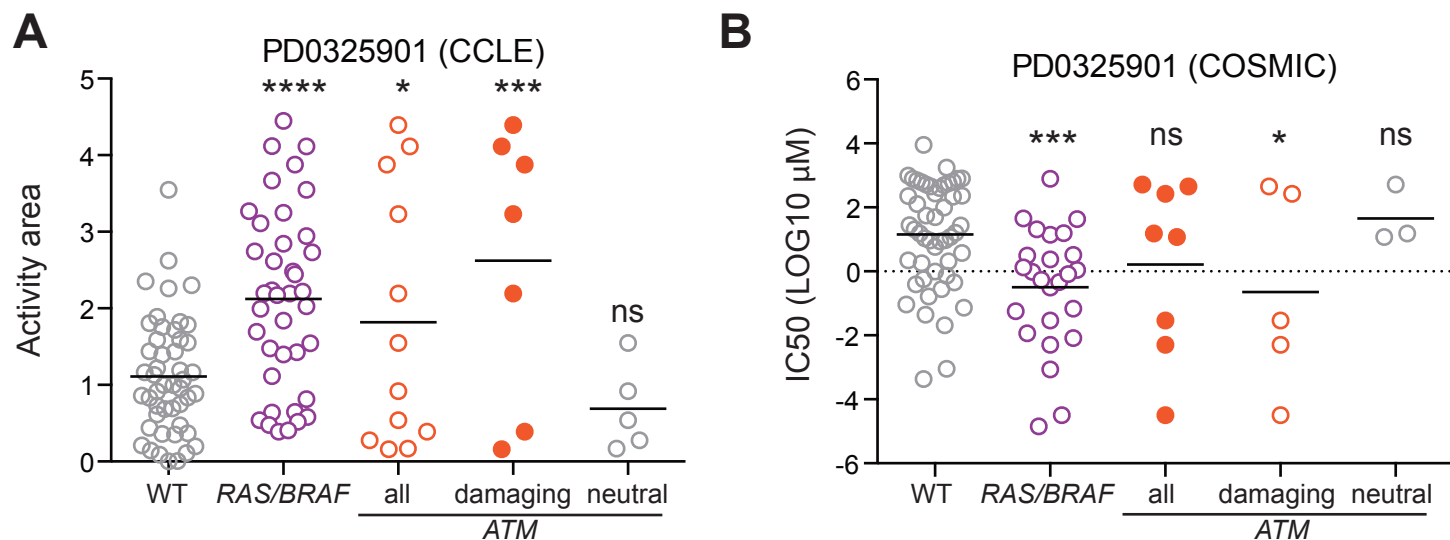 A
PD0325901 (CCLE)
**** * *** ns
5
4
3
2
1
0
Activity area
WT RAS/BRAF all damaging neutral
ATM
B
PD0325901 (COSMIC)
*** ns * ns
6
4
2
0
-2
-4
-6
IC50 (LOG10 µM)
WT RAS/BRAF all damaging neutral
ATM